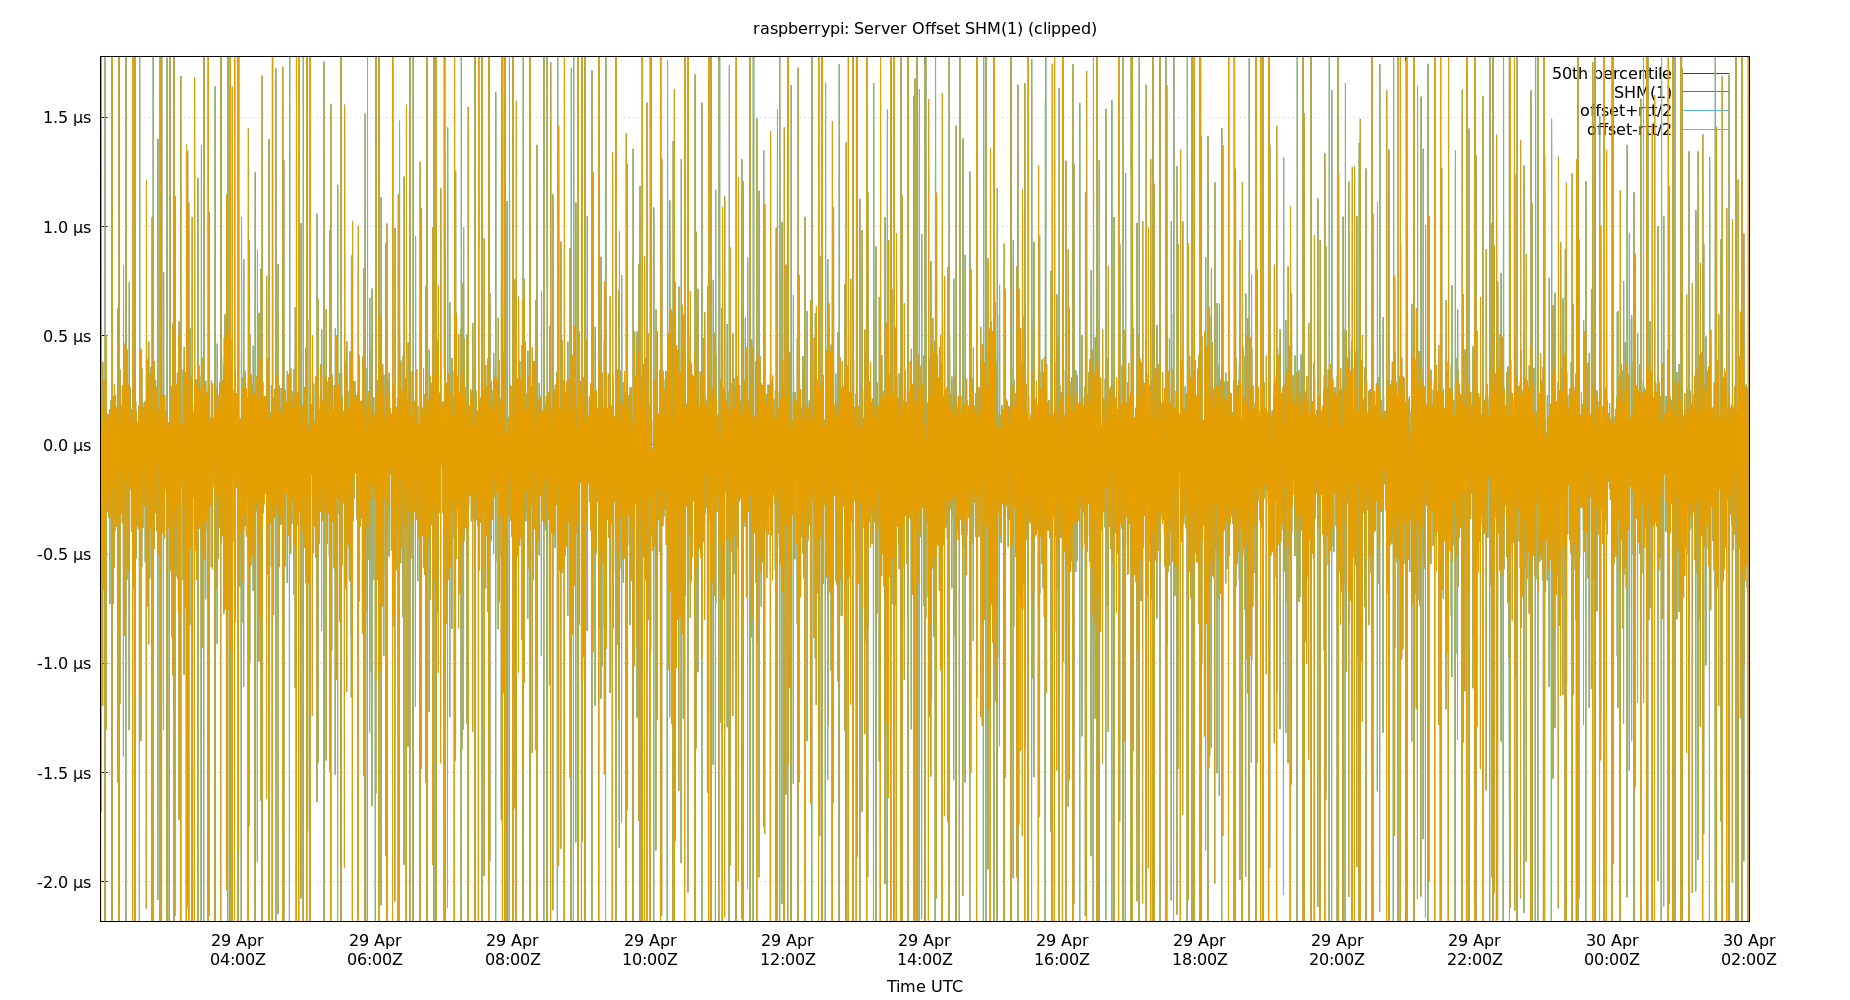 raspberrypi: Server Offset SHM(1) (clipped)
50th percentile
SHM(1)
offset+rtt/2
offset-rtt/2
1.5 µs
1.0 µs
0.5 µs
0.0 µs
-0.5 µs
-1.0 µs
-1.5 µs
-2.0 µs
29 Apr 29 Apr 29 Apr 29 Apr 29 Apr 29 Apr 29 Apr 29 Apr 29 Apr 29 Apr 30 Apr 30 Apr
04:00Z 06:00Z 08:00Z 10:00Z 12:00Z 14:00Z 16:00Z 18:00Z 20:00Z 22:00Z 00:00Z 02:00Z
Time UTC